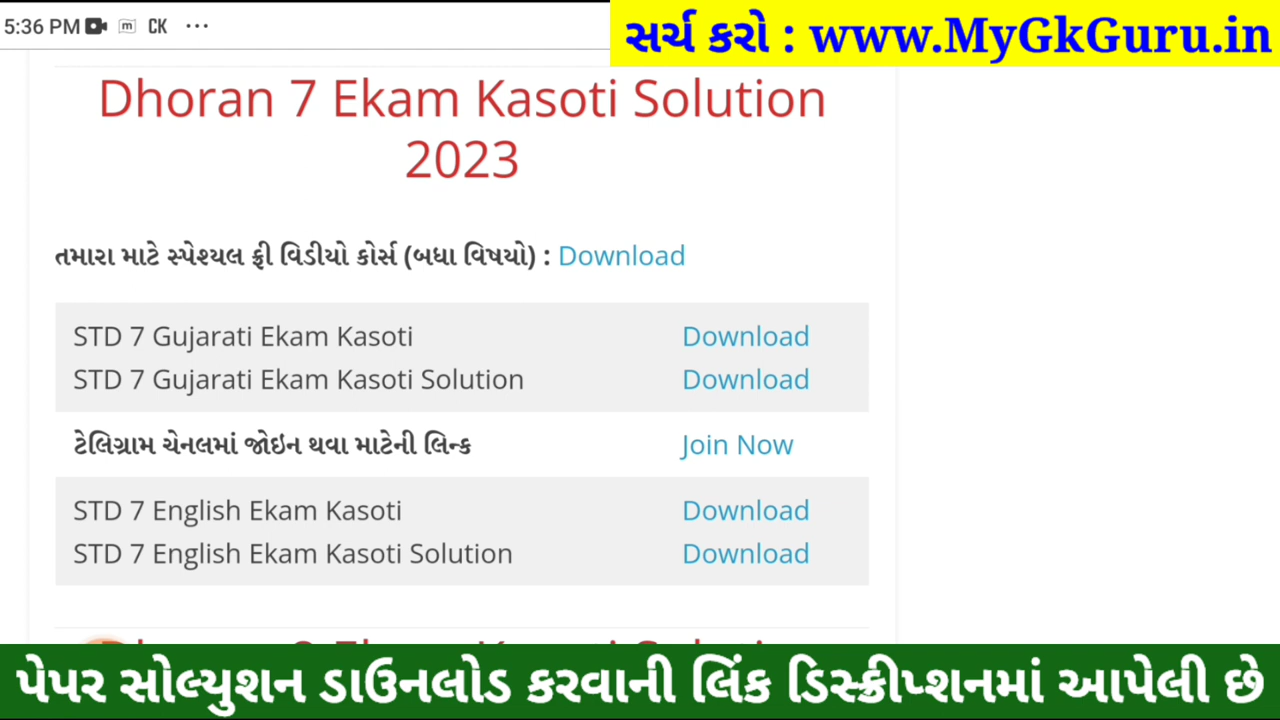 5:36 PM m CK ...
સર્ચ કરો : www.MyGkGuru.in
Dhoran 7 Ekam Kasoti Solution
2023
તમારા માટે સ્પેશ્યલ ફ્રી વિડીયો કોર્સ (બધા વિષયો) : Download
STD 7 Gujarati Ekam Kasoti Download
STD 7 Gujarati Ekam Kasoti Solution Download
ટેલિગ્રામ ચેનલમાં જોઇન થવા માટેની લિન્ક Join Now
STD 7 English Ekam Kasoti Download
STD 7 English Ekam Kasoti Solution Download
પેપર સોલ્યુશન ડાઉનલોડ કરવાની લિંક ડિસ્ક્રીપ્શનમાં આપેલી છે